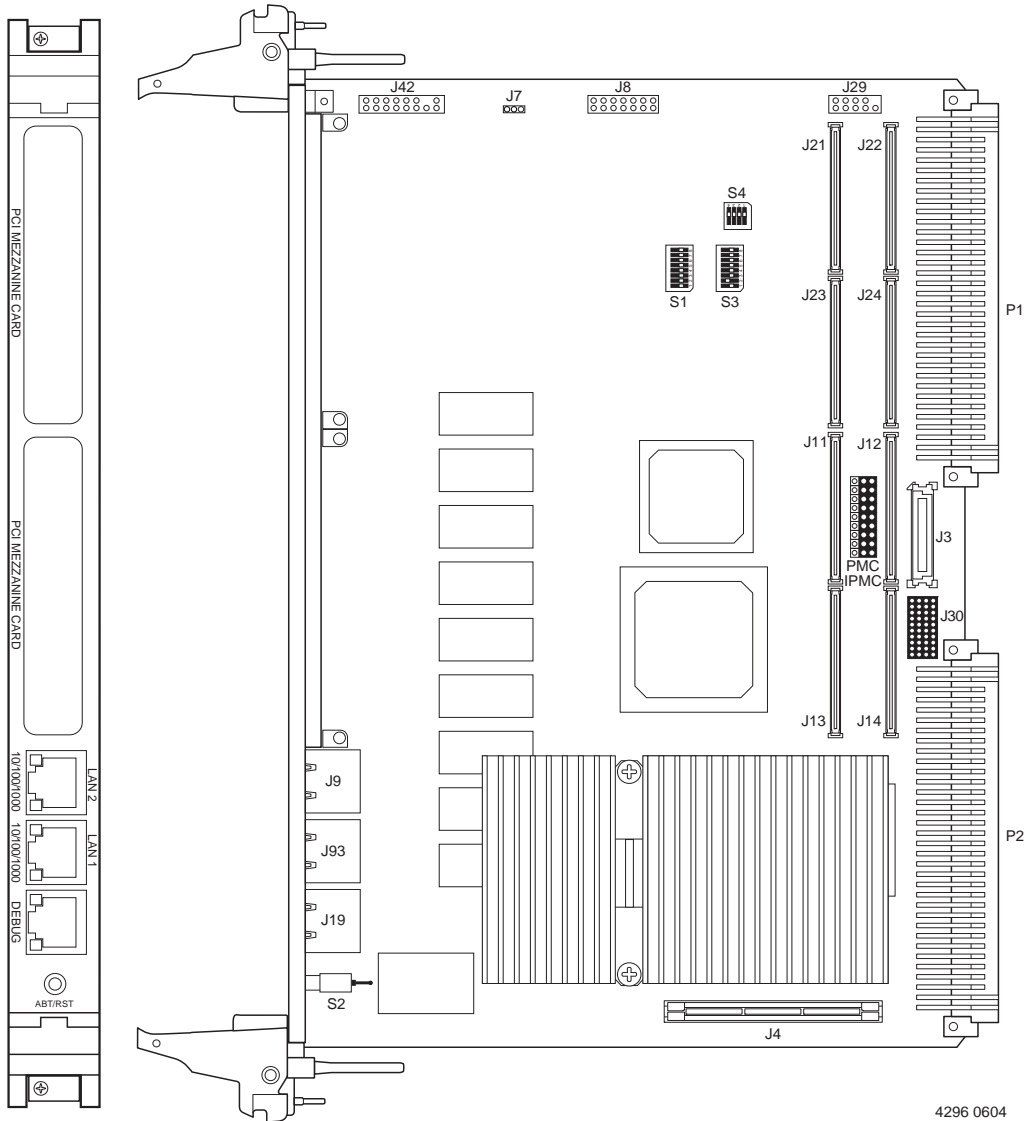 J42
J7
J8
J29
J21
J22
S4
S1
S3
J23
J24
P1
PCI MEZZANINE CARD
J11
J12
J3
PMC
IPMC
J30
PCI MEZZANINE CARD
J13
J14
LAN 2
10/100/1000
J9
LAN 1
10/100/1000
J93
P2
DEBUG
J19
ABT/RST
S2
J4
4296 0604